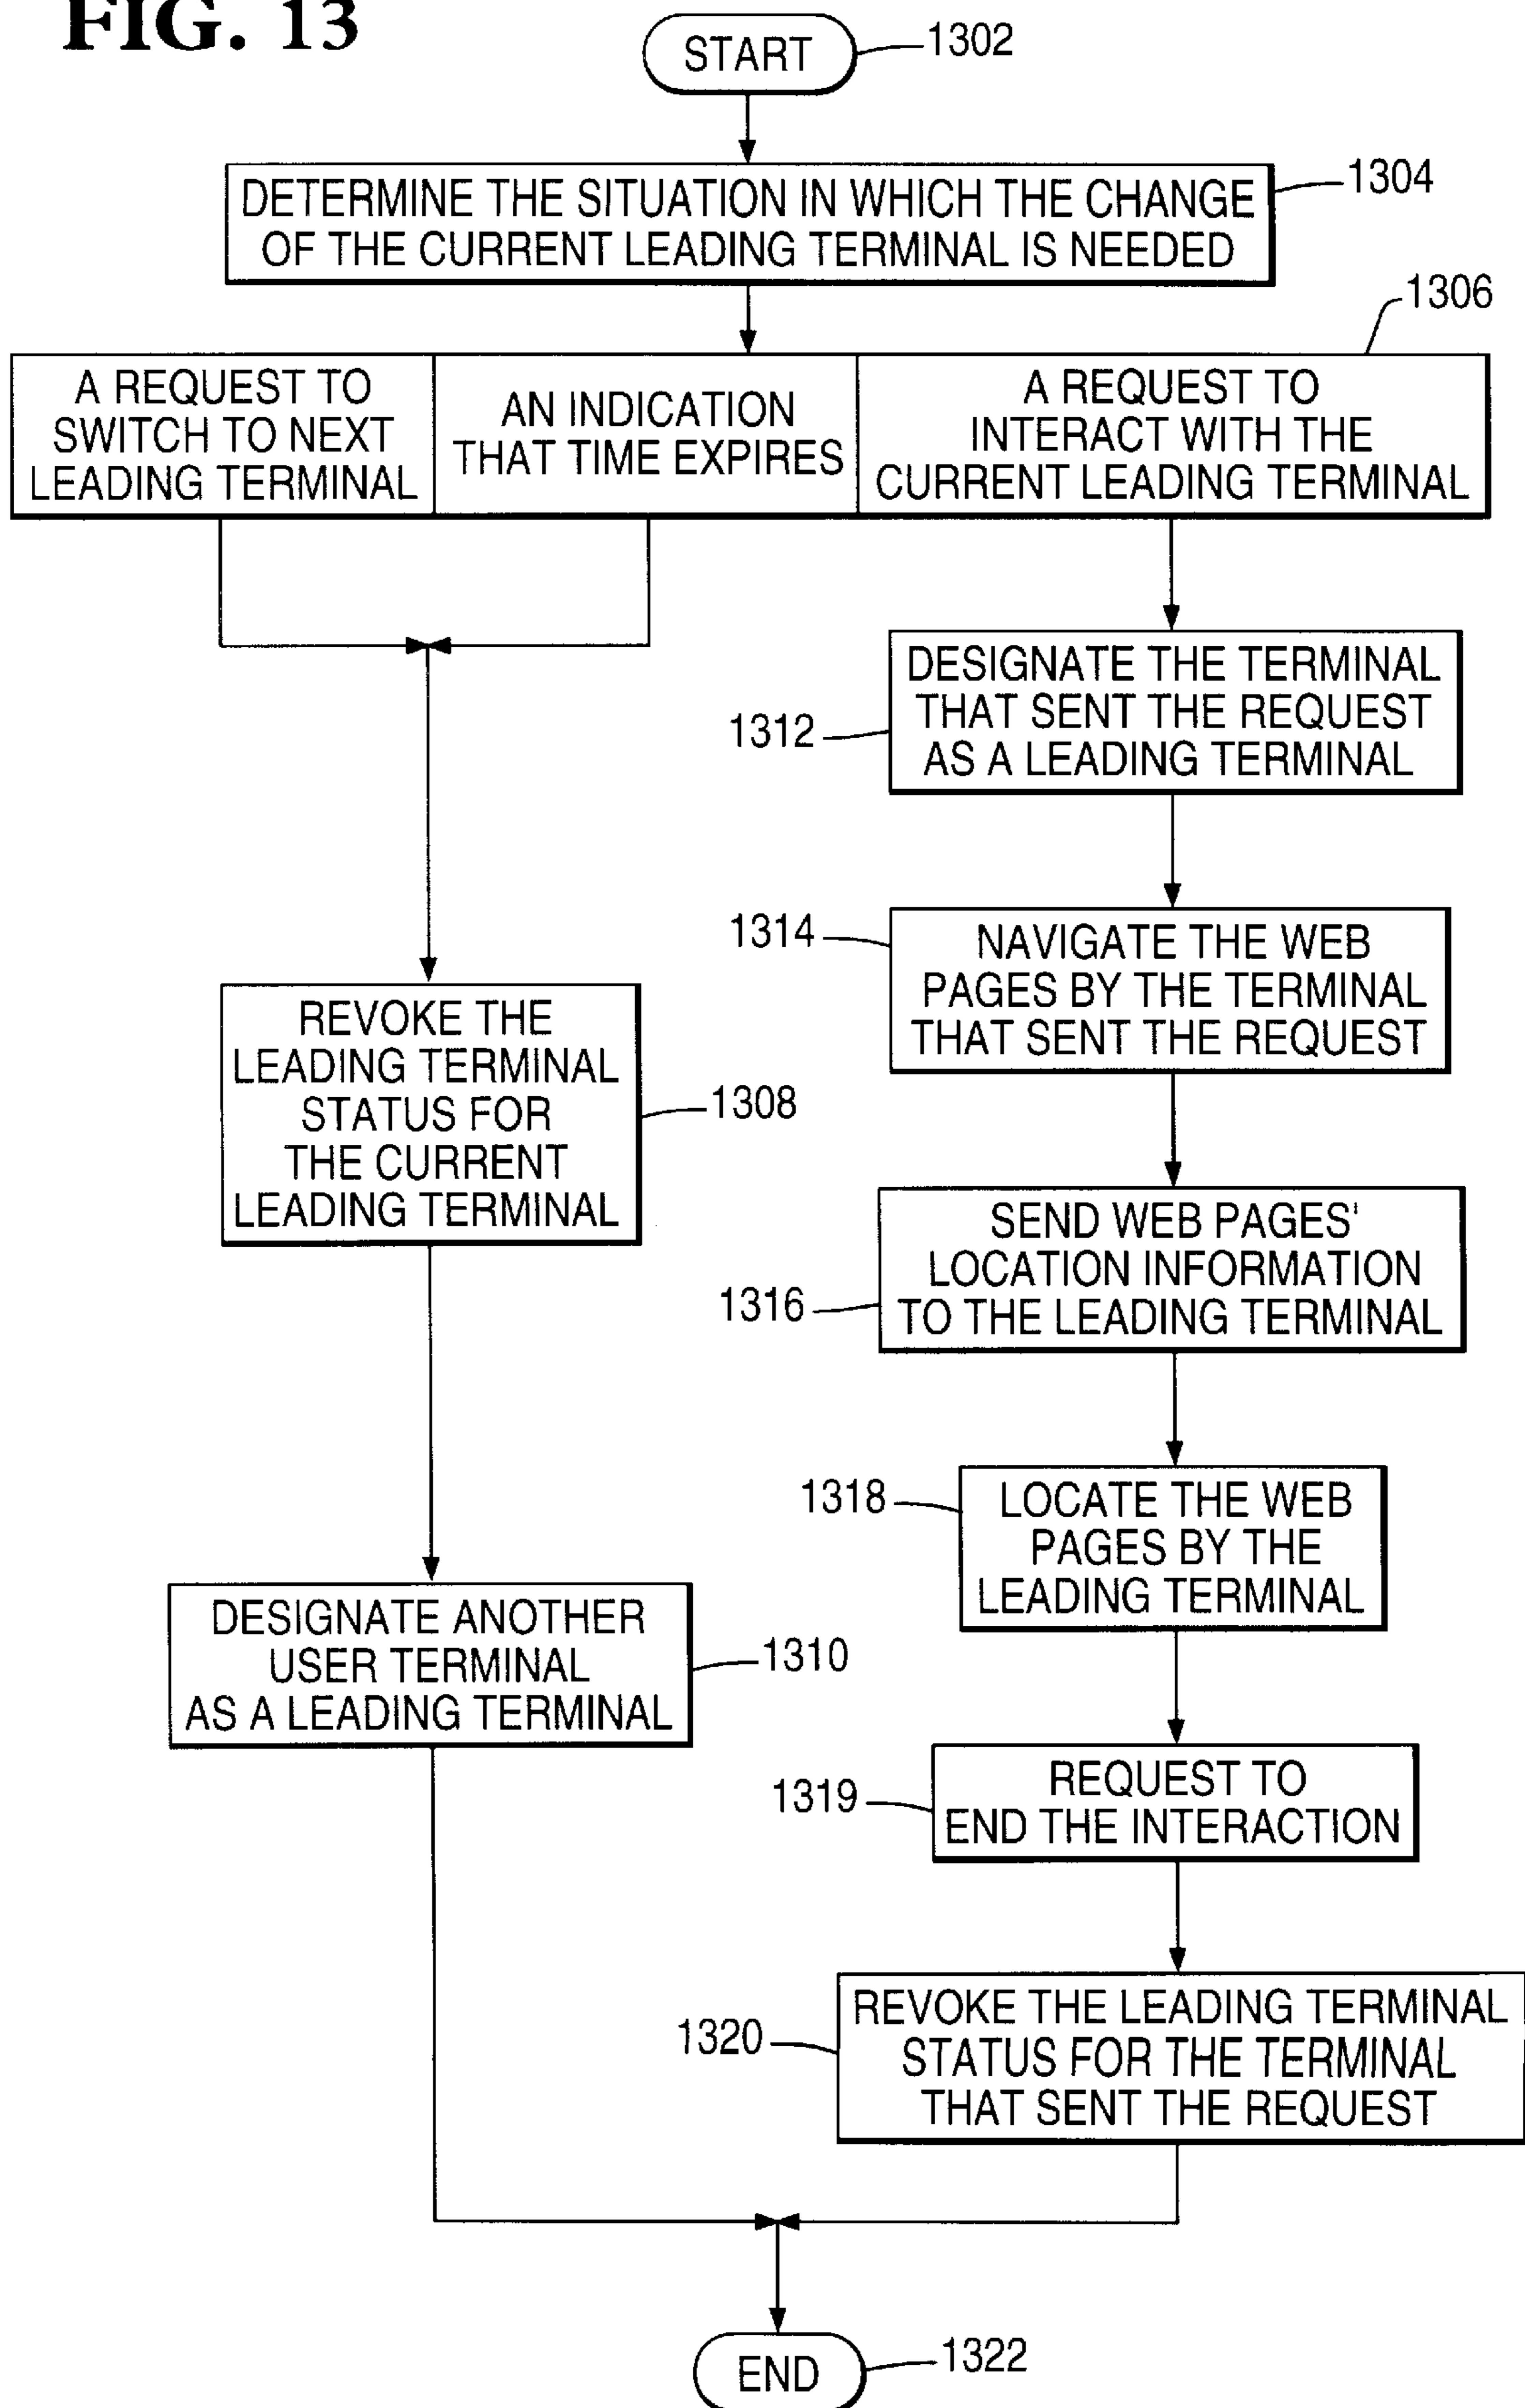 FIG. 13
START
1302
DETERMINE THE SITUATION IN WHICH THE CHANGE
OF THE CURRENT LEADING TERMINAL IS NEEDED
1304
1306
A REQUEST TO
SWITCH TO NEXT
LEADING TERMINAL
AN INDICATION
THAT TIME EXPIRES
A REQUEST TO
INTERACT WITH THE
CURRENT LEADING TERMINAL
DESIGNATE THE TERMINAL
THAT SENT THE REQUEST
AS A LEADING TERMINAL
1312
1314
NAVIGATE THE WEB
PAGES BY THE TERMINAL
THAT SENT THE REQUEST
REVOKE THE
LEADING TERMINAL
STATUS FOR
THE CURRENT
LEADING TERMINAL
1308
SEND WEB PAGES'
LOCATION INFORMATION
TO THE LEADING TERMINAL
1316
1318
LOCATE THE WEB
PAGES BY THE
LEADING TERMINAL
DESIGNATE ANOTHER
USER TERMINAL
AS A LEADING TERMINAL
1310
1319
REQUEST TO
END THE INTERACTION
1320
REVOKE THE LEADING TERMINAL
STATUS FOR THE TERMINAL
THAT SENT THE REQUEST
END
1322